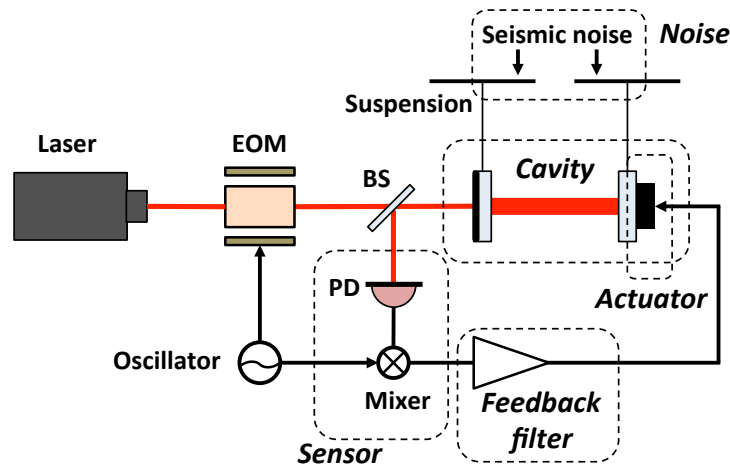 Seismic noise
Noise
Suspension
Laser
EOM
BS
Cavity
PD
Actuator
Oscillator
Mixer
Feedback
filter
Sensor